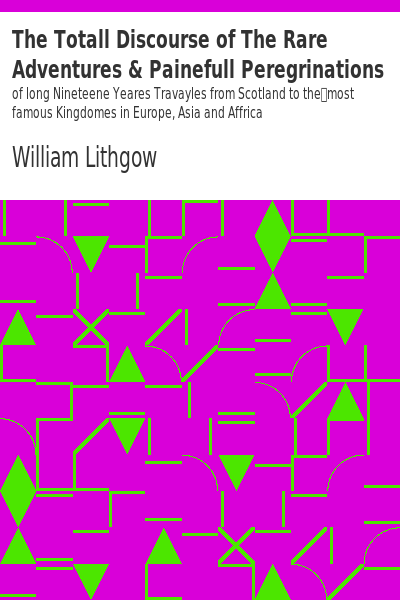 The Totall Discourse of The Rare
Adventures & Painefull Peregrinations
of long Nineteene Yeares Travayles from Scotland to the▯most
famous Kingdomes in Europe, Asia and Affrica
William Lithgow